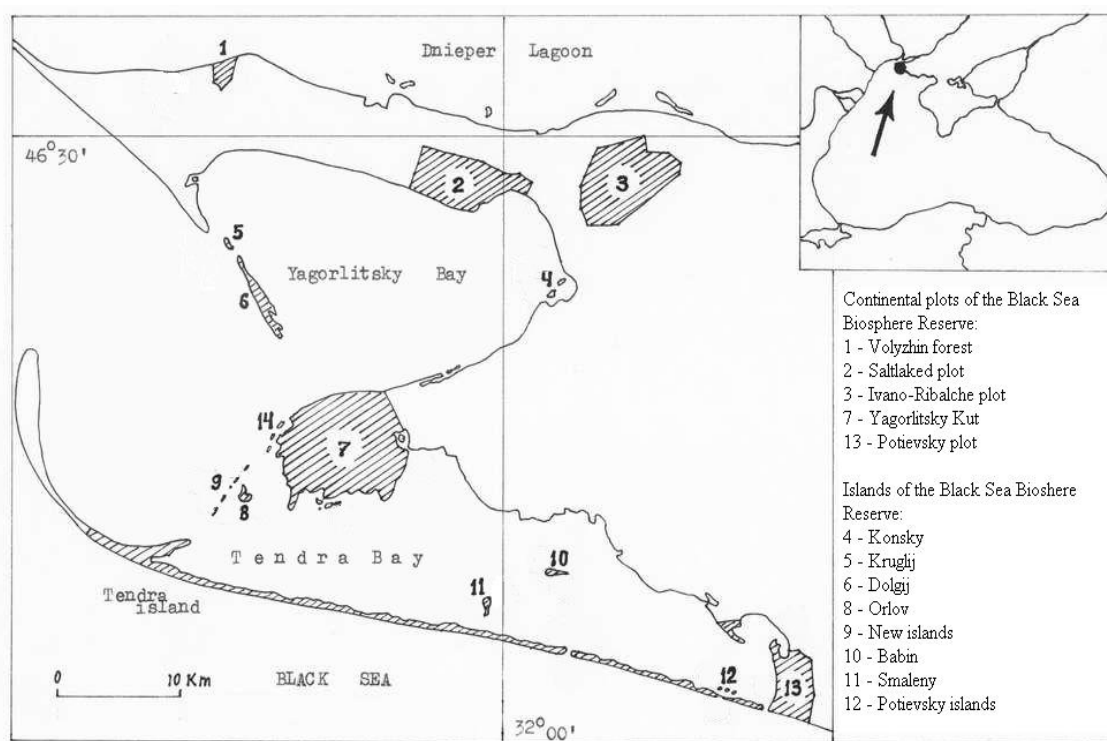 1
Dnieper Lagoon
46°30'
2
3
5
Yagorlitsky Bay
4
6
14
7
9
8
Tendra Bay
10
11
Tendra
island
0 10 Km
BLACK SEA
12
13
32°00'
Continental plots of the Black Sea
Biosphere Reserve:
1 - Volyzhin forest
2 - Saltlaked plot
3 - Ivano-Ribalche plot
7 - Yagorlitsky Kut
13 - Potievsky plot
Islands of the Black Sea Bioshere
Reserve:
4 - Konsky
5 - Kruglij
6 - Dolgij
8 - Orlov
9 - New islands
10 - Babin
11 - Smaleny
12 - Potievsky islands